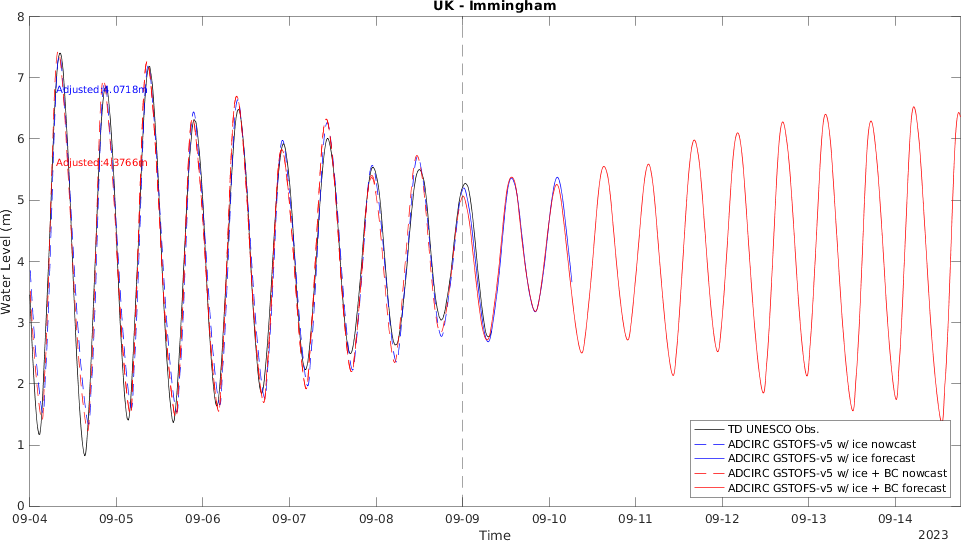 UK - Immingham
8
7
6
5
4
3
2
1
0
Water Level (m)
Adjusted:4.0718m
Adjusted:4.3766m
TD UNESCO Obs.
ADCIRC GSTOFS-v5 w/ ice nowcast
ADCIRC GSTOFS-v5 w/ ice forecast
ADCIRC GSTOFS-v5 w/ ice + BC nowcast
ADCIRC GSTOFS-v5 w/ ice + BC forecast
09-04 09-05 09-06 09-07 09-08 09-09 09-10 09-11 09-12 09-13 09-14
Time
2023